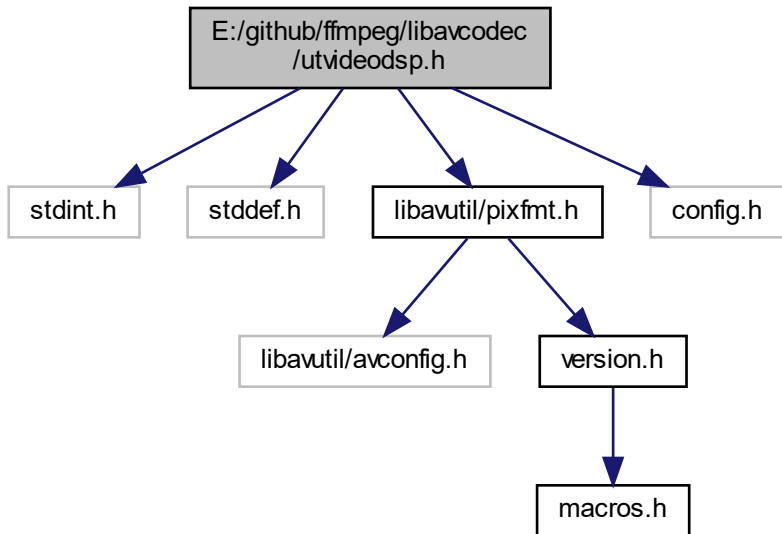 E:/github/ffmpeg/libavcodec
/utvideodsp.h
stdint.h
stddef.h
libavutil/pixfmt.h
config.h
libavutil/avconfig.h
version.h
macros.h